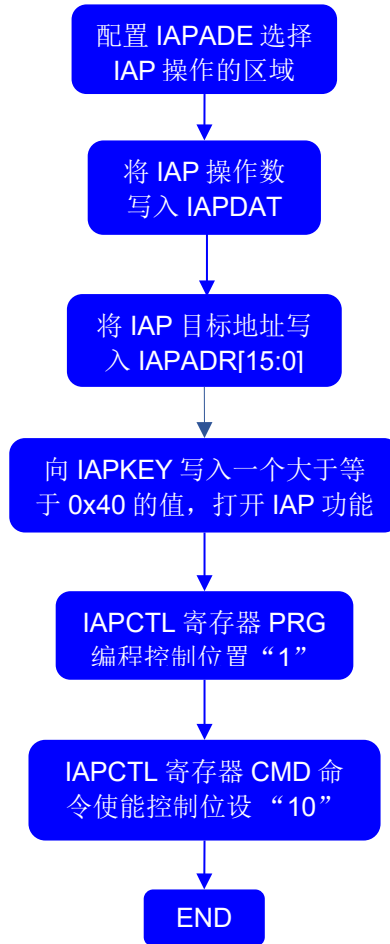 配置 IAPADE 选择
IAP 操作的区域
将 IAP 操作数
写入 IAPDAT
将 IAP 目标地址写
入 IAPADR[15:0]
向 IAPKEY 写入一个大于等
于 0x40 的值，打开 IAP 功能
IAPCTL 寄存器 PRG
编程控制位置“1”
IAPCTL 寄存器 CMD 命
令使能控制位设 “10”
END